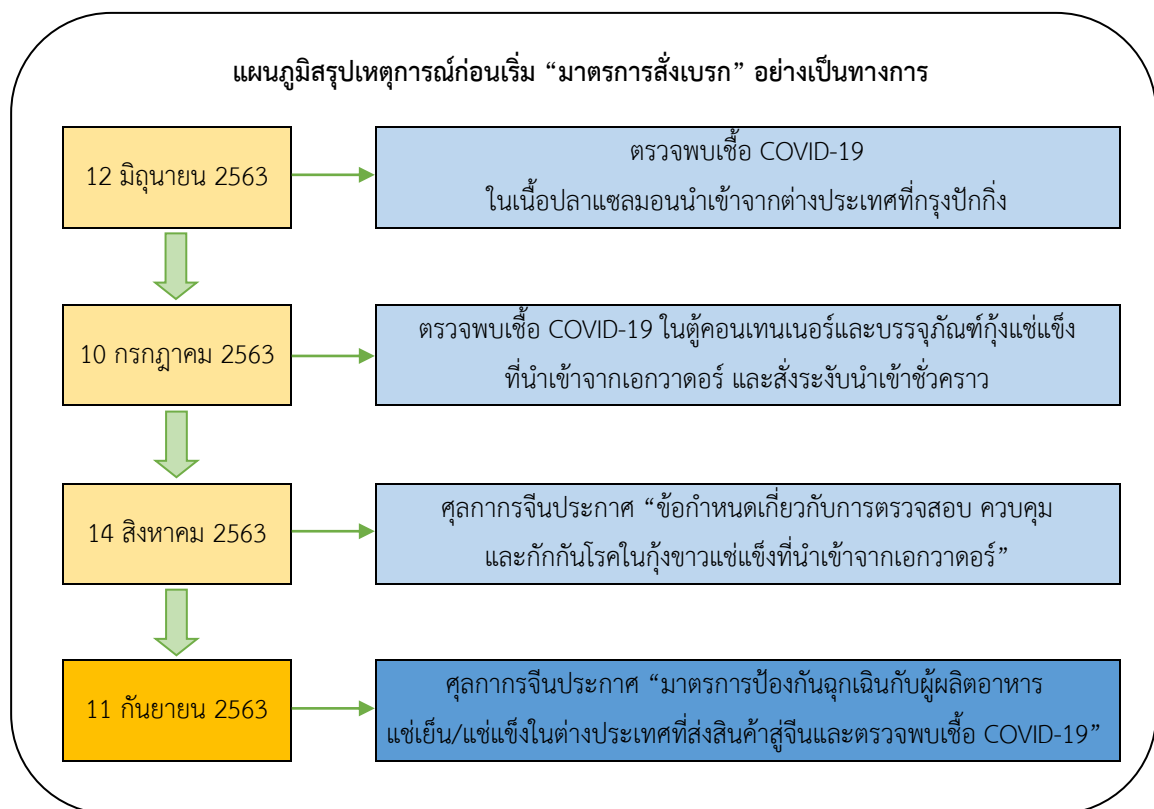 แผนภูมิสรุปเหตุการณ์ก่อนเริ่ม “มาตรการสั่งเบรก” อย่างเป็นทางการ
12 มิถุนายน 2563
ตรวจพบเชื้อ COVID-19
ในเนื้อปลาแซลมอนนำเข้าจากต่างประเทศที่กรุงปักกิ่ง
10 กรกฎาคม 2563
ตรวจพบเชื้อ COVID-19 ในตู้คอนเทนเนอร์และบรรจุภัณฑ์กุ้งแช่แข็ง
ที่นำเข้าจากเอกวาดอร์ และสั่งระงับนำเข้าชั่วคราว
14 สิงหาคม 2563
ศุลกากรจีนประกาศ “ข้อกำหนดเกี่ยวกับการตรวจสอบ ควบคุม
และกักกันโรคในกุ้งขาวแช่แข็งที่นำเข้าจากเอกวาดอร์”
11 กันยายน 2563
ศุลกากรจีนประกาศ “มาตรการป้องกันฉุกเฉินกับผู้ผลิตอาหาร
แช่เย็น/แช่แข็งในต่างประเทศที่ส่งสินค้าสู่จีนและตรวจพบเชื้อ COVID-19”